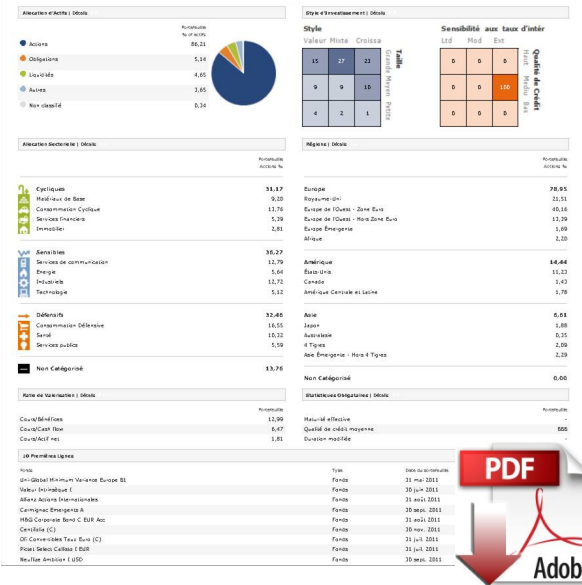 Allocation d'Actifs | Détails
Portefeuille
% of actifs
Actions 86,21
Obligations 5,14
Liquidités 4,65
Autres 3,65
Non classifié 0,34
Style d'Investissement | Détails
Style
Valeur Mixte Croissa
15 27 23
9 9 10
4 2 1
Taille
Grande Moyen Petite
Sensibilité aux taux d'intér
Ltd Mod Ext
0 0 0
0 0 100
0 0 0
Qualité de Crédit
Haut Mediu Bas
Allocation Sectorielle | Détails
Portefeuille
Actions %
Cycliques 31,17
Matériaux de Base 9,20
Consommation Cyclique 13,76
Services Financiers 5,39
Immobilier 2,81
Sensibles 36,27
Services de communication 12,79
Energie 5,64
Industriels 12,72
Technologie 5,12
Défensifs 32,46
Consommation Défensive 16,55
Santé 10,32
Services publics 5,59
Non Catégorisé 13,76
Régions | Détails
Portefeuille
Actions %
Europe 78,95
Royaume-Uni 21,51
Europe de l'Ouest - Zone Euro 40,16
Europe de l'Ouest - Hors Zone Euro 13,39
Europe Émergente 1,69
Afrique 2,20
Amérique 14,44
États-Unis 11,23
Canada 1,43
Amérique Centrale et Latine 1,78
Asie 6,61
Japon 1,88
Australasie 0,35
4 Tigres 2,09
Asie Émergente - Hors 4 Tigres 2,29
Non Catégorisé 0,00
Ratio de Valorisation | Détails
Portefeuille
Cours/Bénéfices 12,99
Cours/Cash flow 6,47
Cours/Actif net 1,81
Statistiques Obligataires | Détails
Portefeuille
Maturité effective -
Qualité de crédit moyenne BBB
Duration modifiée -
10 Premières Lignes
Fonds Type Date du portefeuille
Uni-Global Minimum Variance Europe B1 Fonds 31 mai 2011
Valeur Intrinsèque I Fonds 30 juin 2011
Allianz Actions Internationales Fonds 31 août 2011
Carmignac Emergents A Fonds 30 sept. 2011
M&G Corporate Bond C EUR Acc Fonds 31 août 2011
Centifolia (C) Fonds 30 nov. 2011
OFI Convertibles Taux Euro (C) Fonds 31 juil. 2011
Pictet Select Callisto I EUR Fonds 31 juil. 2011
Neuflize Ambition I USD Fonds 30 sept. 2011
PDF
Adob